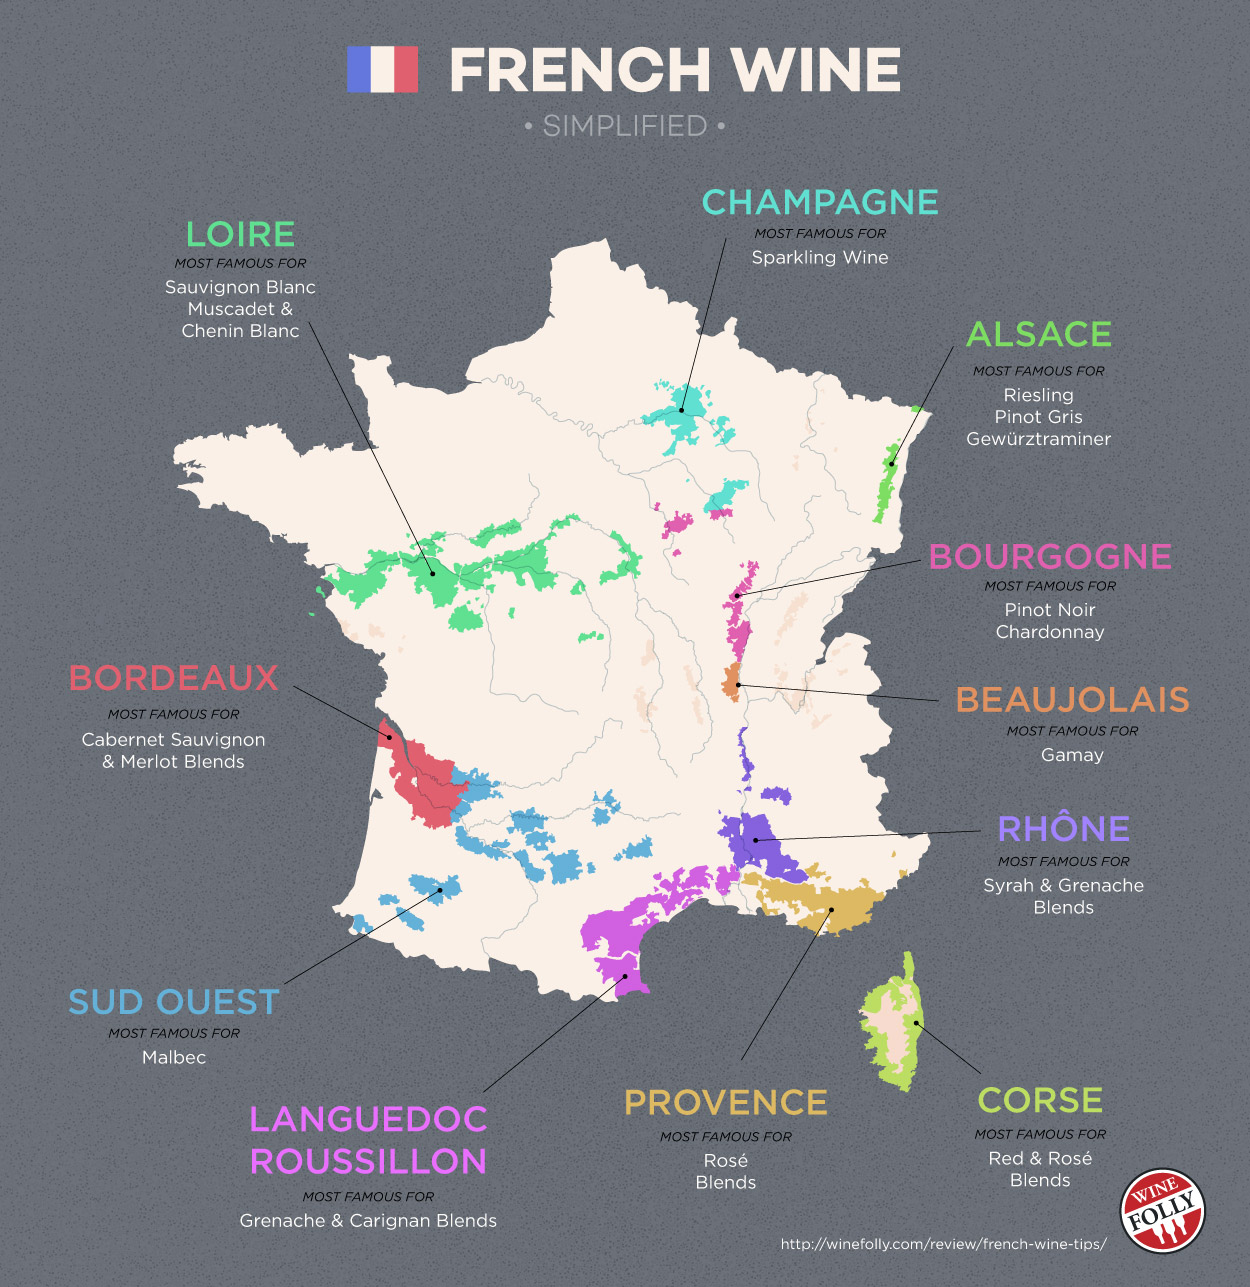 FRENCH WINE
• SIMPLIFIED •
CHAMPAGNE
MOST FAMOUS FOR
Sparkling Wine
LOIRE
MOST FAMOUS FOR
Sauvignon Blanc
Muscadet &
Chenin Blanc
ALSACE
MOST FAMOUS FOR
Riesling
Pinot Gris
Gewürztraminer
BOURGOGNE
MOST FAMOUS FOR
Pinot Noir
Chardonnay
BORDEAUX
MOST FAMOUS FOR
Cabernet Sauvignon
& Merlot Blends
BEAUJOLAIS
MOST FAMOUS FOR
Gamay
RHÔNE
MOST FAMOUS FOR
Syrah & Grenache
Blends
SUD OUEST
MOST FAMOUS FOR
Malbec
LANGUEDOC
ROUSSILLON
MOST FAMOUS FOR
Grenache & Carignan Blends
PROVENCE
MOST FAMOUS FOR
Rosé
Blends
CORSE
MOST FAMOUS FOR
Red & Rosé
Blends
WINE
FOLLY
http://winefolly.com/review/french-wine-tips/